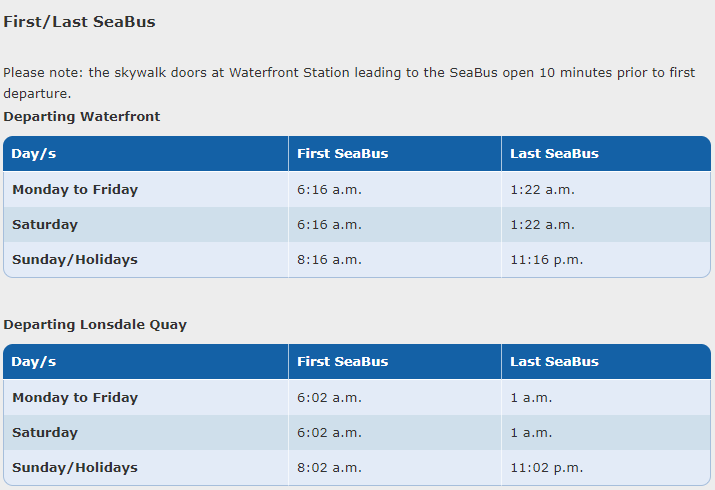 First/Last SeaBus
Please note: the skywalk doors at Waterfront Station leading to the SeaBus open 10 minutes prior to first
departure.
Departing Waterfront
Day/s First SeaBus Last SeaBus
Monday to Friday 6:16 a.m. 1:22 a.m.
Saturday 6:16 a.m. 1:22 a.m.
Sunday/Holidays 8:16 a.m. 11:16 p.m.
Departing Lonsdale Quay
Day/s First SeaBus Last SeaBus
Monday to Friday 6:02 a.m. 1 a.m.
Saturday 6:02 a.m. 1 a.m.
Sunday/Holidays 8:02 a.m. 11:02 p.m.